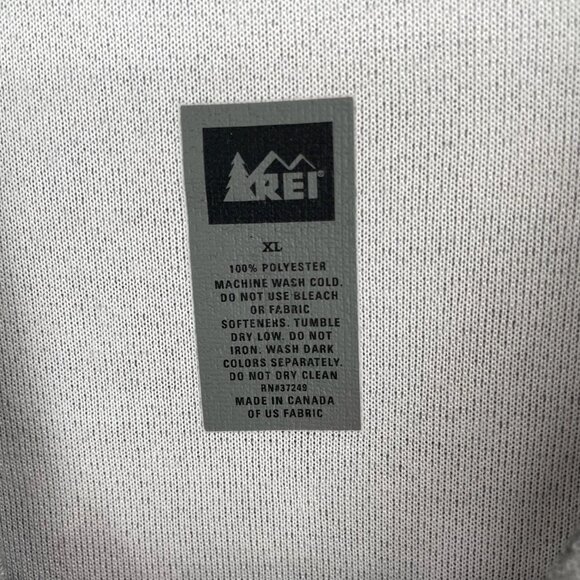 REI®
XL
100% POLYESTER
MACHINE WASH COLD.
DO NOT USE BLEACH
OR FABRIC
SOFTENERS. TUMBLE
DRY LOW. DO NOT
IRON. WASH DARK
COLORS SEPARATELY.
DO NOT DRY CLEAN
RN#37249
MADE IN CANADA
OF US FABRIC